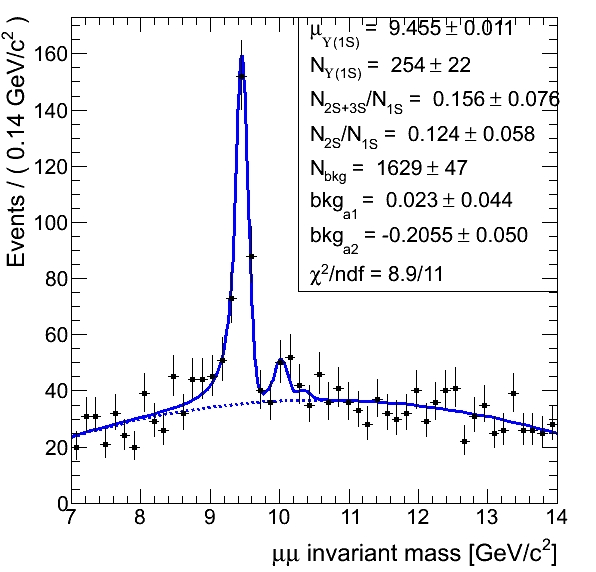 Events / ( 0.14 GeV/c² )
160
140
120
100
80
60
40
20
0
μ_Υ(1S) = 9.455 ± 0.011
N_Υ(1S) = 254 ± 22
N_2S+3S/N_1S = 0.156 ± 0.076
N_2S/N_1S = 0.124 ± 0.058
N_bkg = 1629 ± 47
bkg_a1 = 0.023 ± 0.044
bkg_a2 = -0.2055 ± 0.050
χ²/ndf = 8.9/11
7 8 9 10 11 12 13 14
μμ invariant mass [GeV/c²]